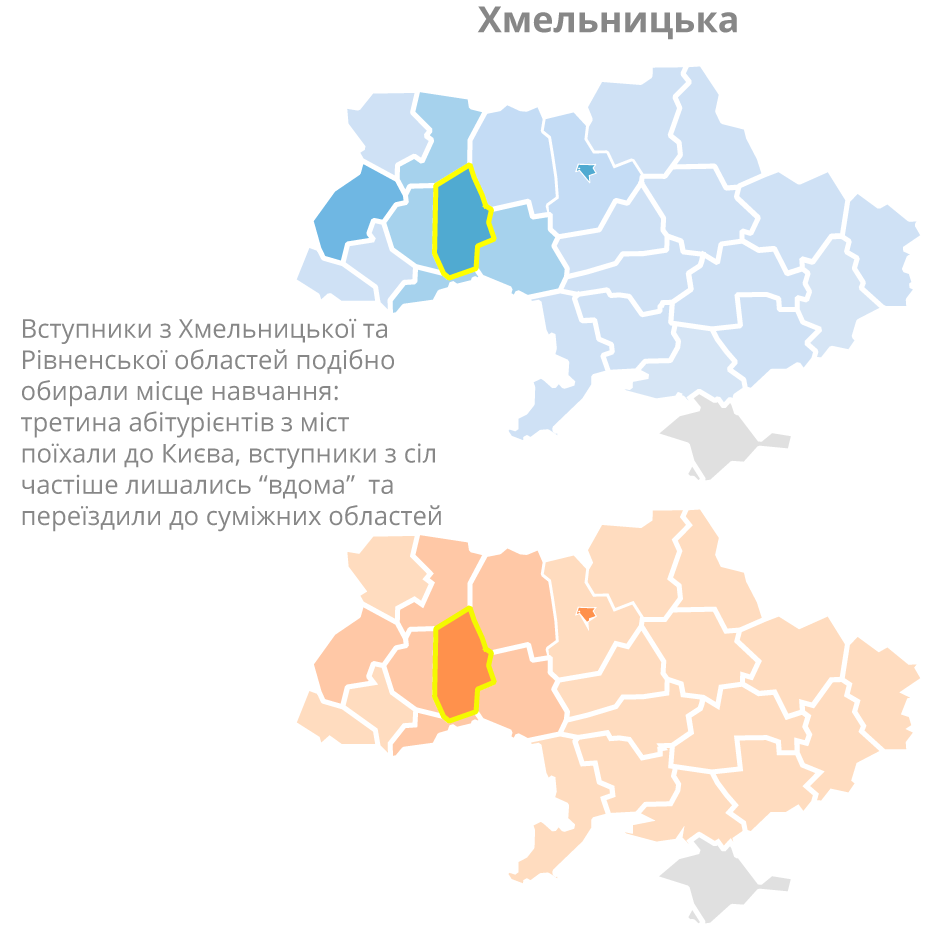 Хмельницька
Вступники з Хмельницької та
Рівненської областей подібно
обирали місце навчання:
третина абітурієнтів з міст
поїхали до Києва, вступники з сіл
частіше лишались “вдома”  та
переїздили до суміжних областей